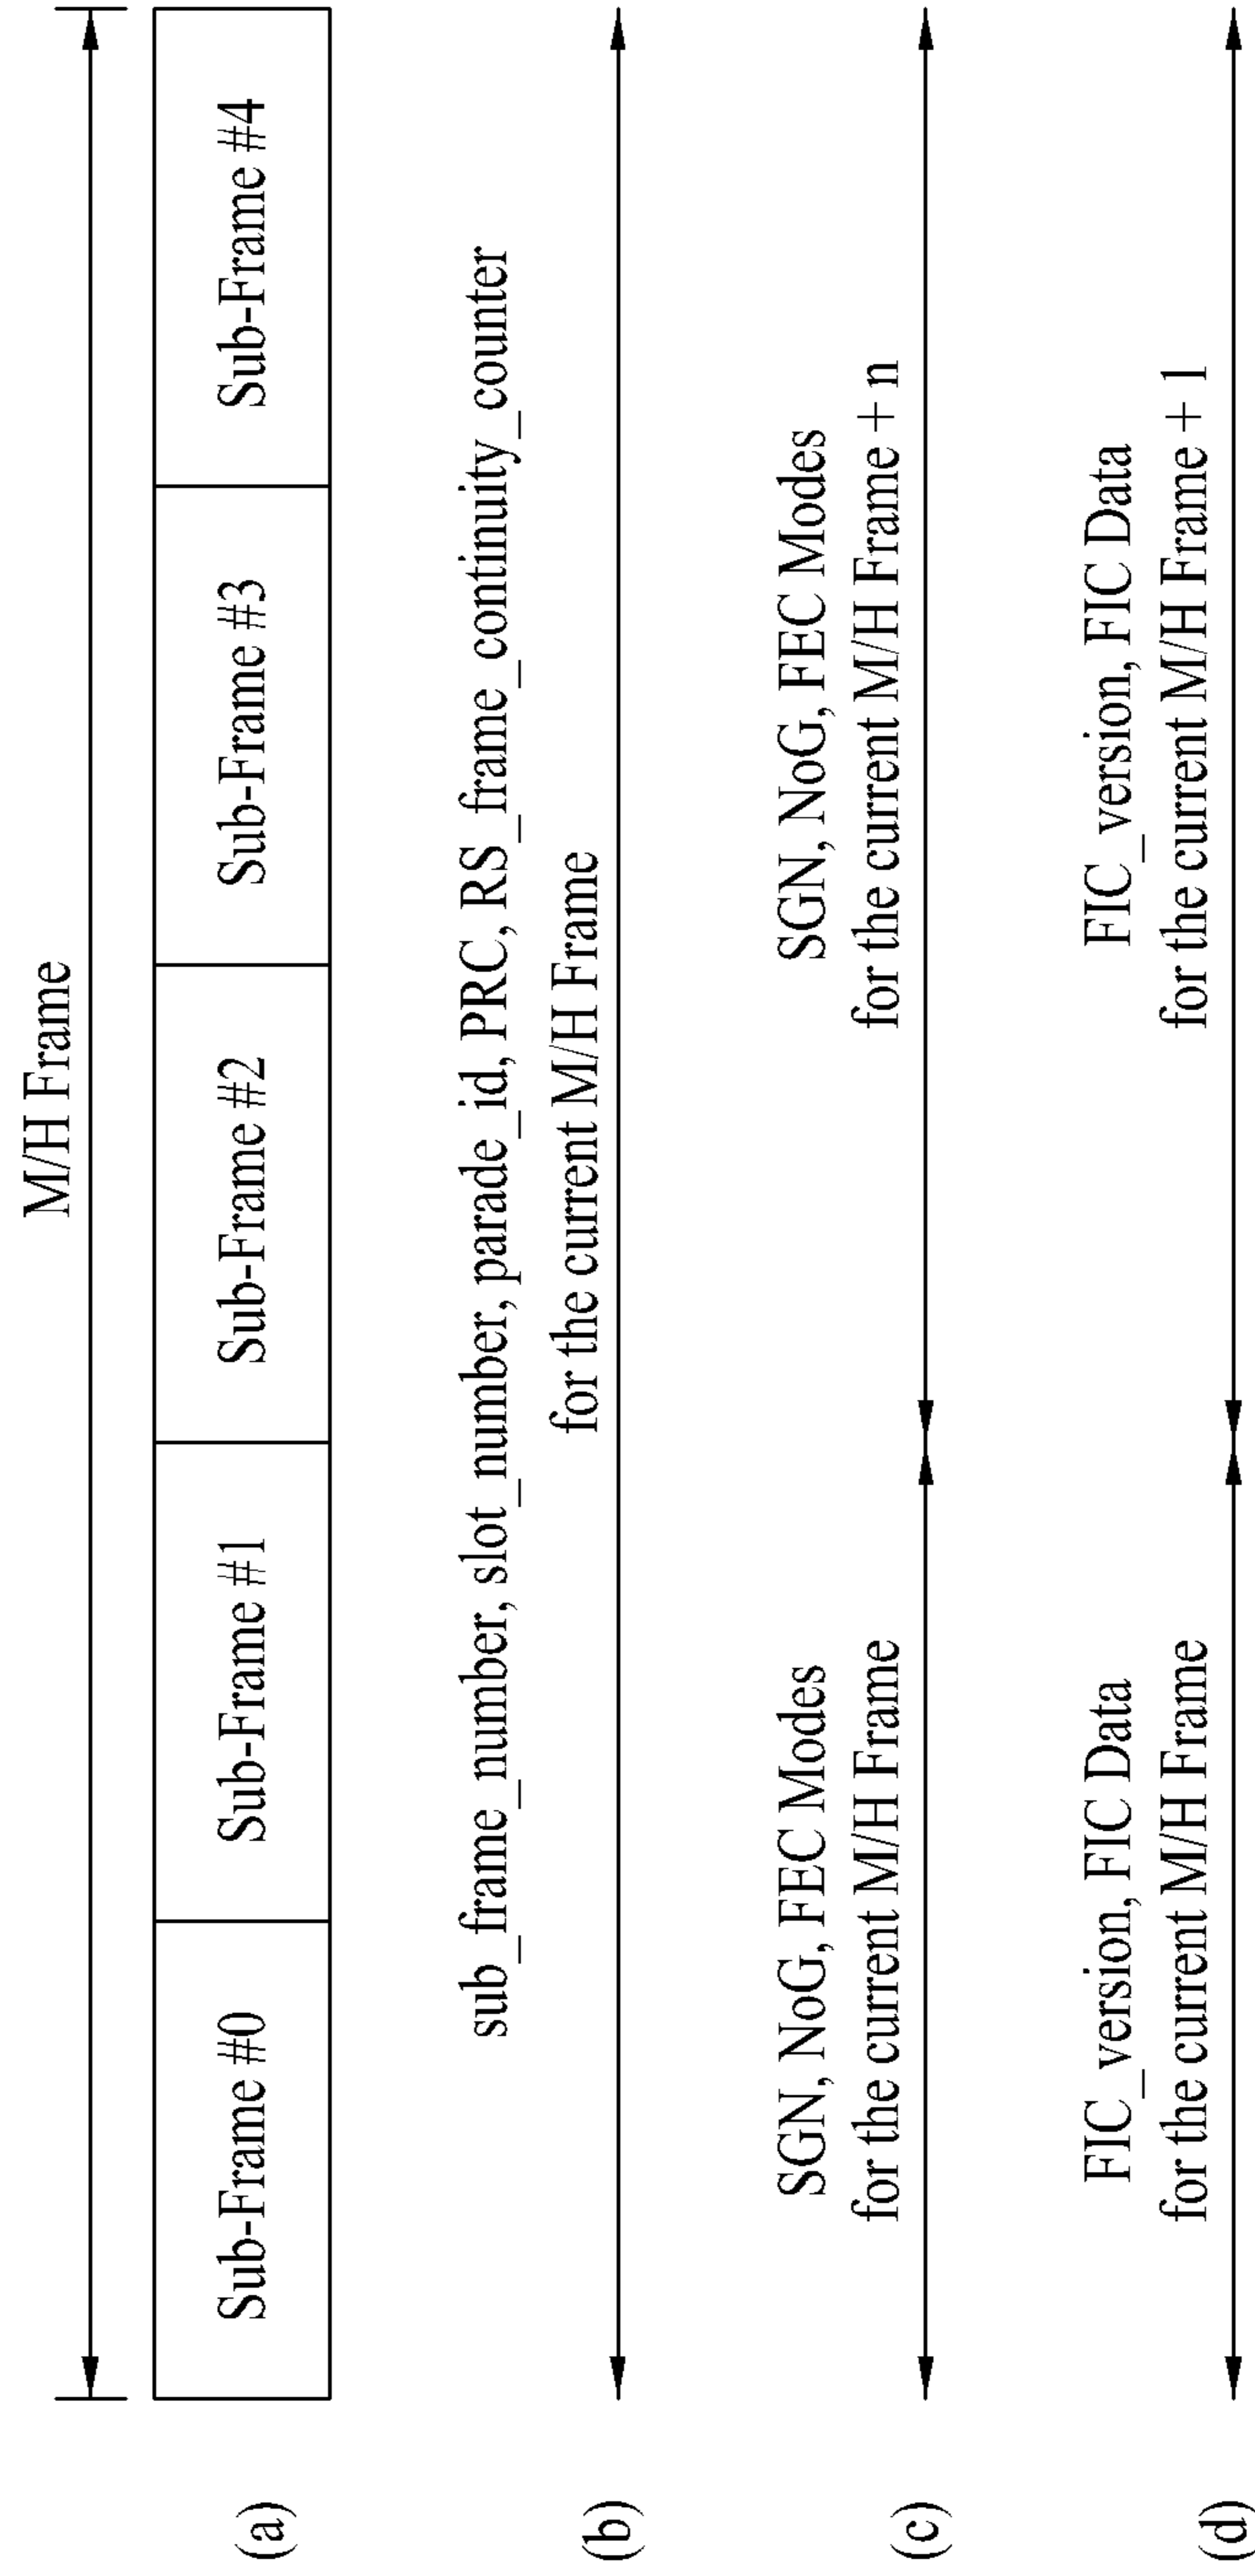 M/H Frame
(a)
Sub-Frame #0
Sub-Frame #1
Sub-Frame #2
Sub-Frame #3
Sub-Frame #4
(b)
sub_frame_number, slot_number, parade_id, PRC, RS_frame_continuity_counter
for the current M/H Frame
(c)
SGN, NoG, FEC Modes
for the current M/H Frame
SGN, NoG, FEC Modes
for the current M/H Frame + n
(d)
FIC_version, FIC Data
for the current M/H Frame
FIC_version, FIC Data
for the current M/H Frame + 1